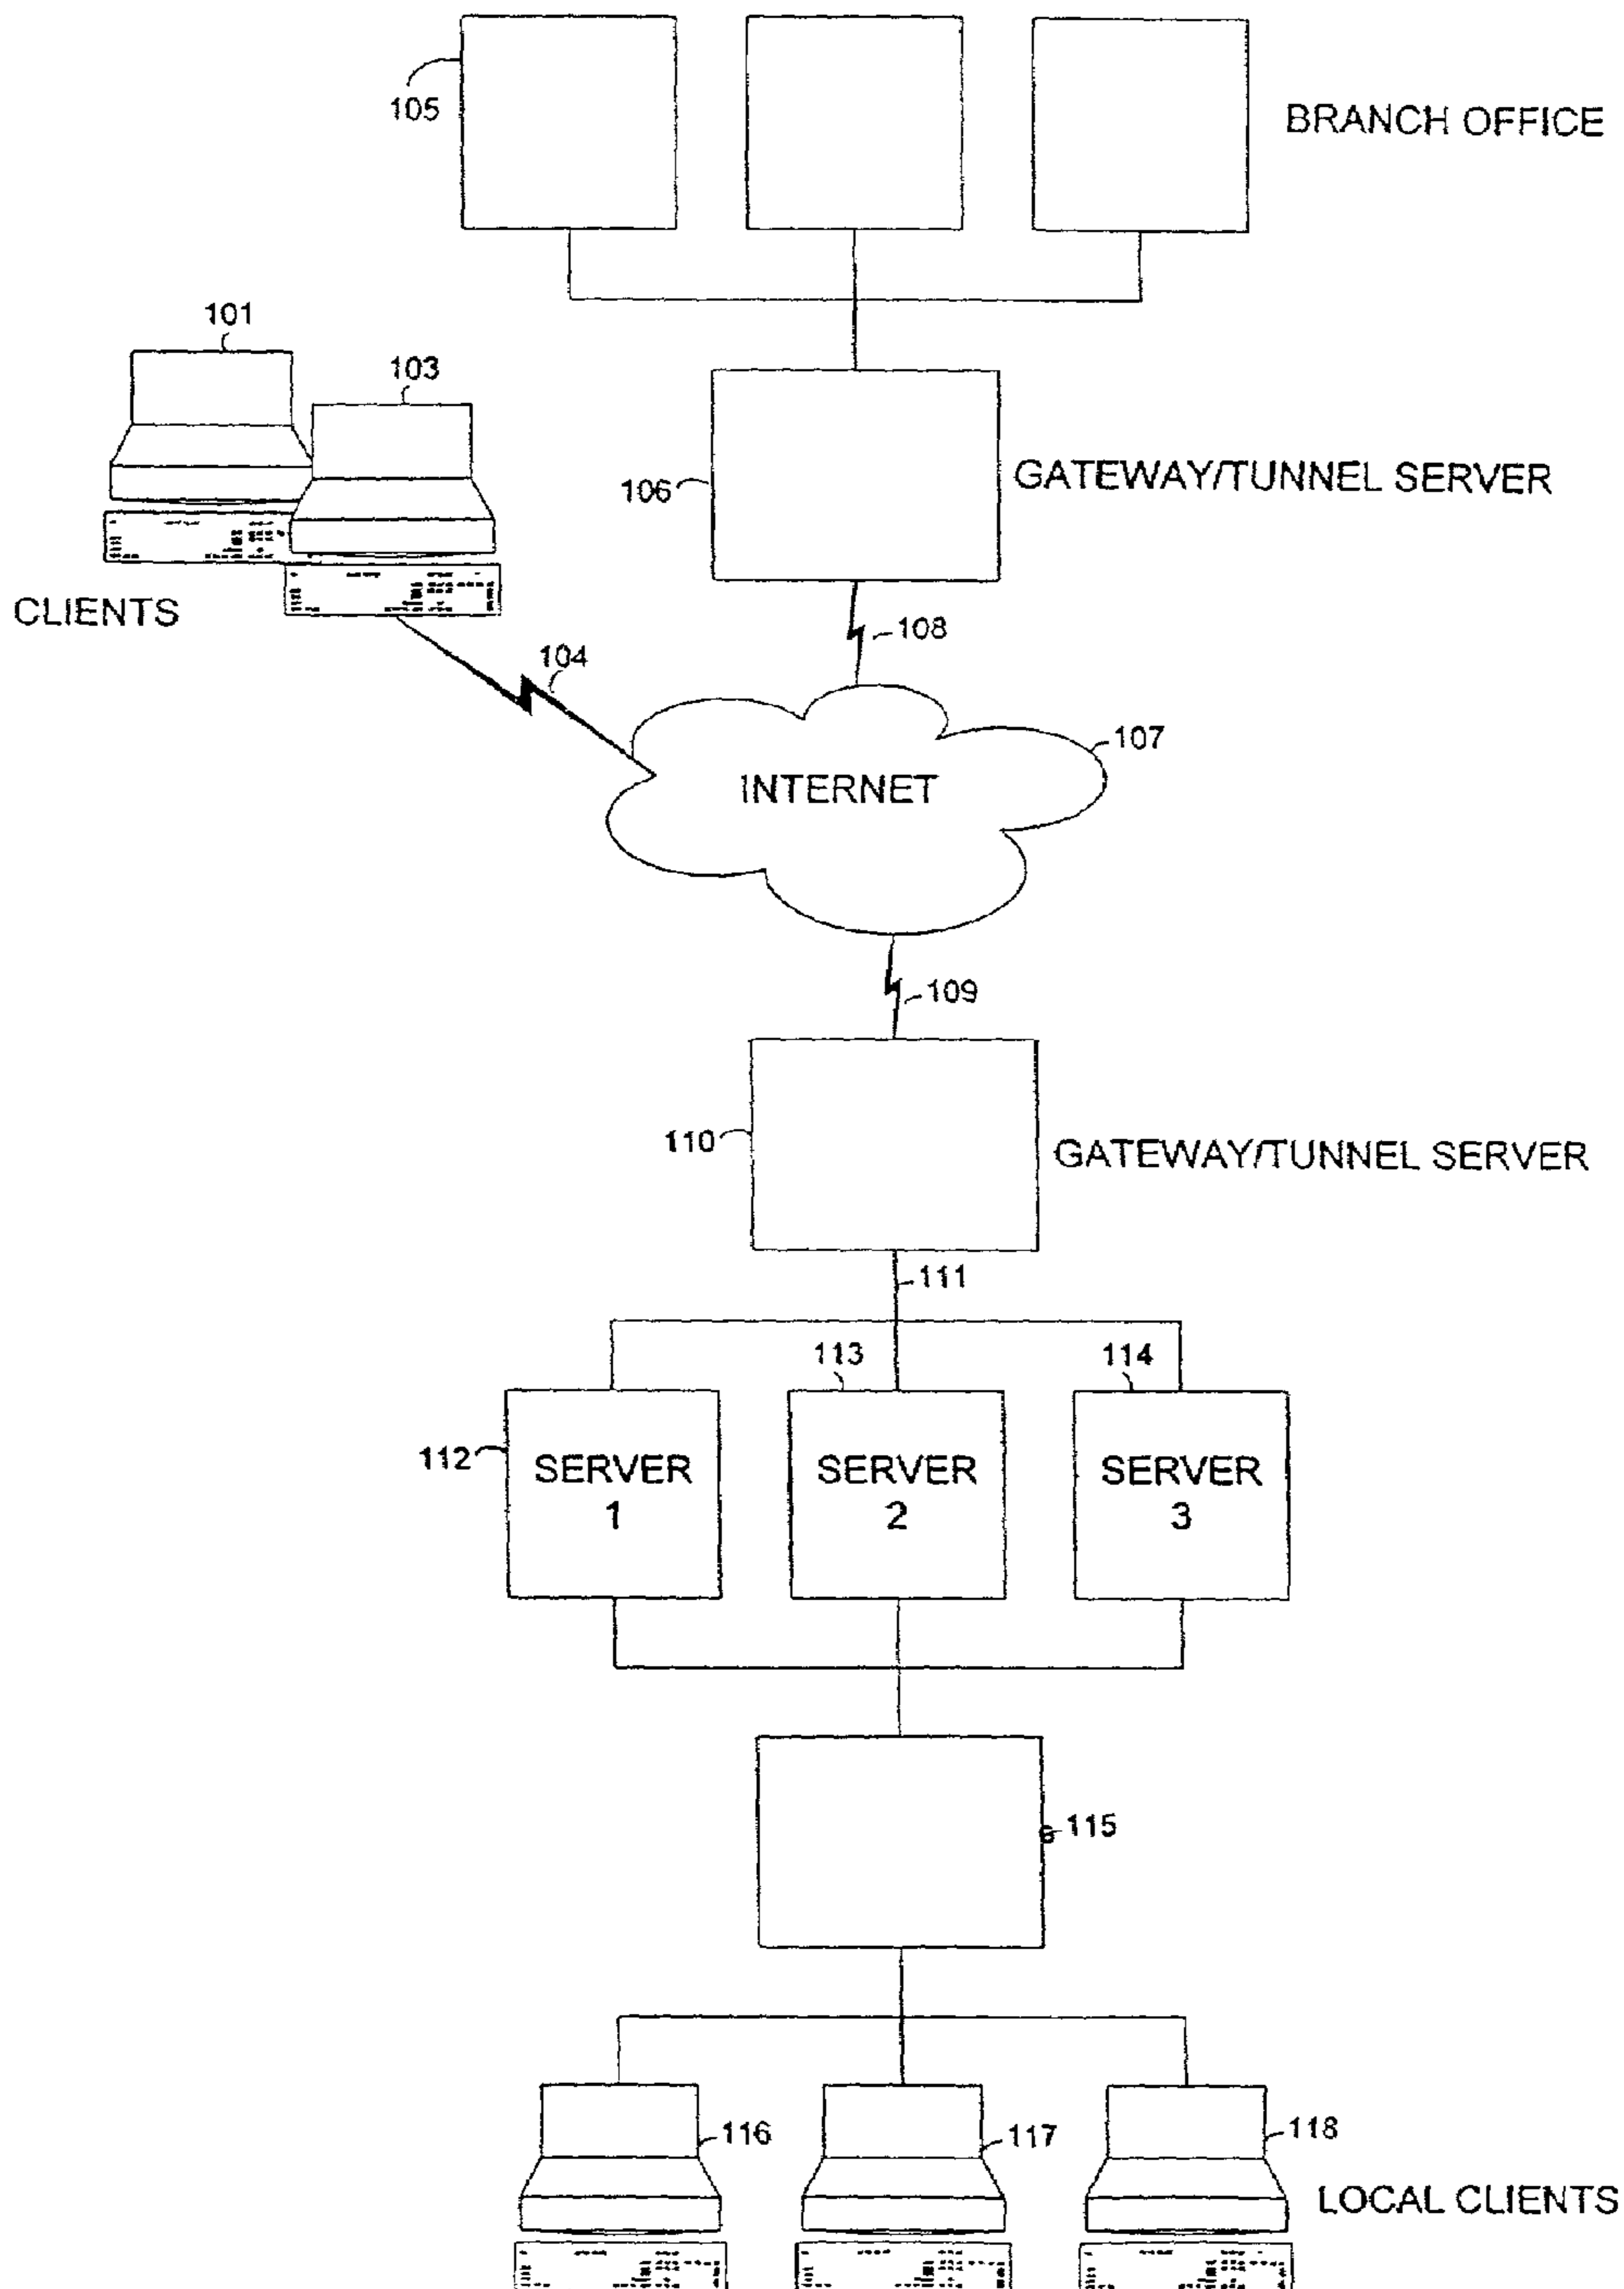 105
BRANCH OFFICE
101
103
106
GATEWAY/TUNNEL SERVER
CLIENTS
108
104
107
INTERNET
109
110
GATEWAY/TUNNEL SERVER
111
113
114
112
SERVER
1
SERVER
2
SERVER
3
115
116
117
118
LOCAL CLIENTS